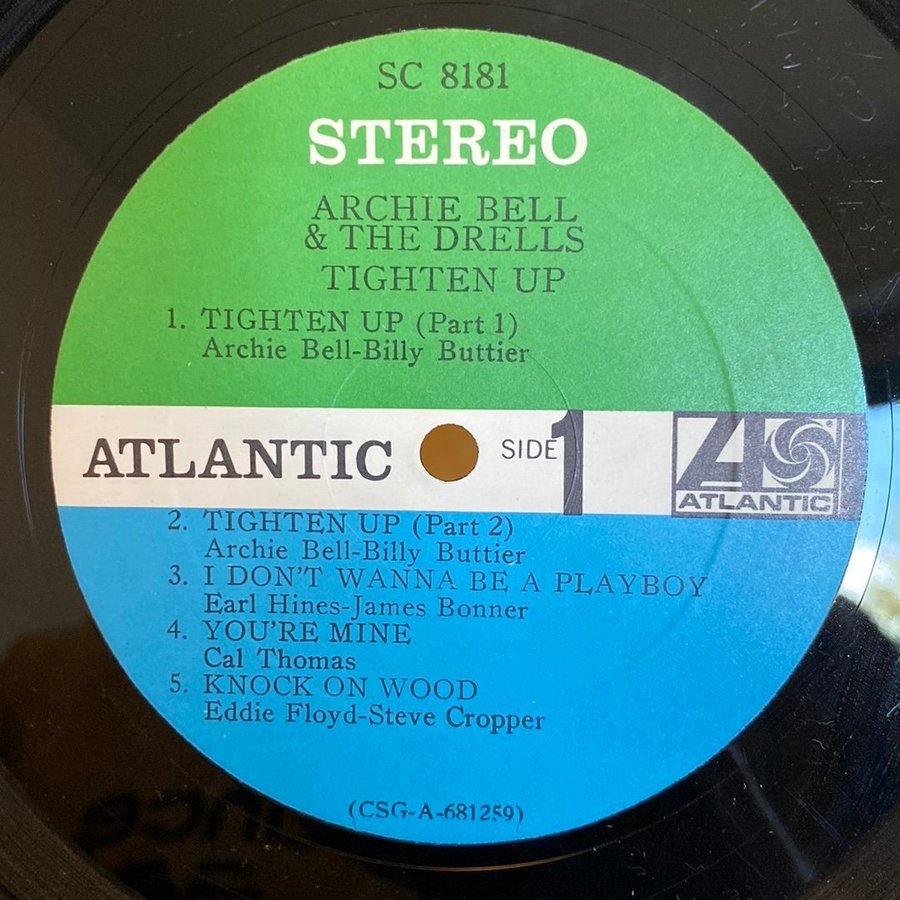 SC 8181
STEREO
ARCHIE BELL
& THE DRELLS
TIGHTEN UP
1. TIGHTEN UP (Part 1)
Archie Bell-Billy Buttier
ATLANTIC
SIDE 1
A
ATLANTIC
2. TIGHTEN UP (Part 2)
Archie Bell-Billy Buttier
3. I DON'T WANNA BE A PLAYBOY
Earl Hines-James Bonner
4. YOU'RE MINE
Cal Thomas
5. KNOCK ON WOOD
Eddie Floyd-Steve Cropper
(CSG-A-681259)